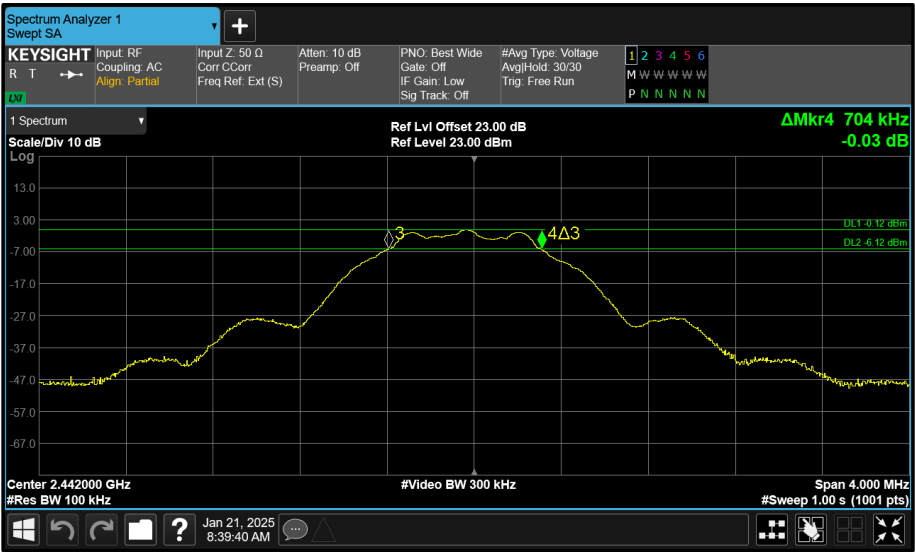 Spectrum Analyzer 1
Swept SA
+
KEYSIGHT
R T
LXI
Input: RF
Coupling: AC
Align: Partial
Input Z: 50 Ω
Corr CCorr
Freq Ref: Ext (S)
Atten: 10 dB
Preamp: Off
PNO: Best Wide
Gate: Off
IF Gain: Low
Sig Track: Off
#Avg Type: Voltage
Avg|Hold: 30/30
Trig: Free Run
1 2 3 4 5 6
M W W W W W
P N N N N N
1 Spectrum
Scale/Div 10 dB
Log
Ref Lvl Offset 23.00 dB
Ref Level 23.00 dBm
ΔMkr4 704 kHz
-0.03 dB
13.0
3.00
-7.00
-17.0
-27.0
-37.0
-47.0
-57.0
-67.0
3
4Δ3
DL1 -0.12 dBm
DL2 -6.12 dBm
Center 2.442000 GHz
#Res BW 100 kHz
#Video BW 300 kHz
Span 4.000 MHz
#Sweep 1.00 s (1001 pts)
?
Jan 21, 2025
8:39:40 AM